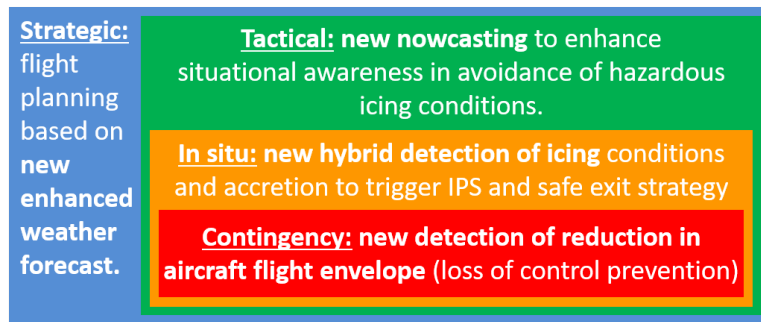 Strategic:
flight
planning
based on
new
enhanced
weather
forecast.
Tactical: new nowcasting to enhance
situational awareness in avoidance of hazardous
icing conditions.
In situ: new hybrid detection of icing conditions
and accretion to trigger IPS and safe exit strategy
Contingency: new detection of reduction in
aircraft flight envelope (loss of control prevention)